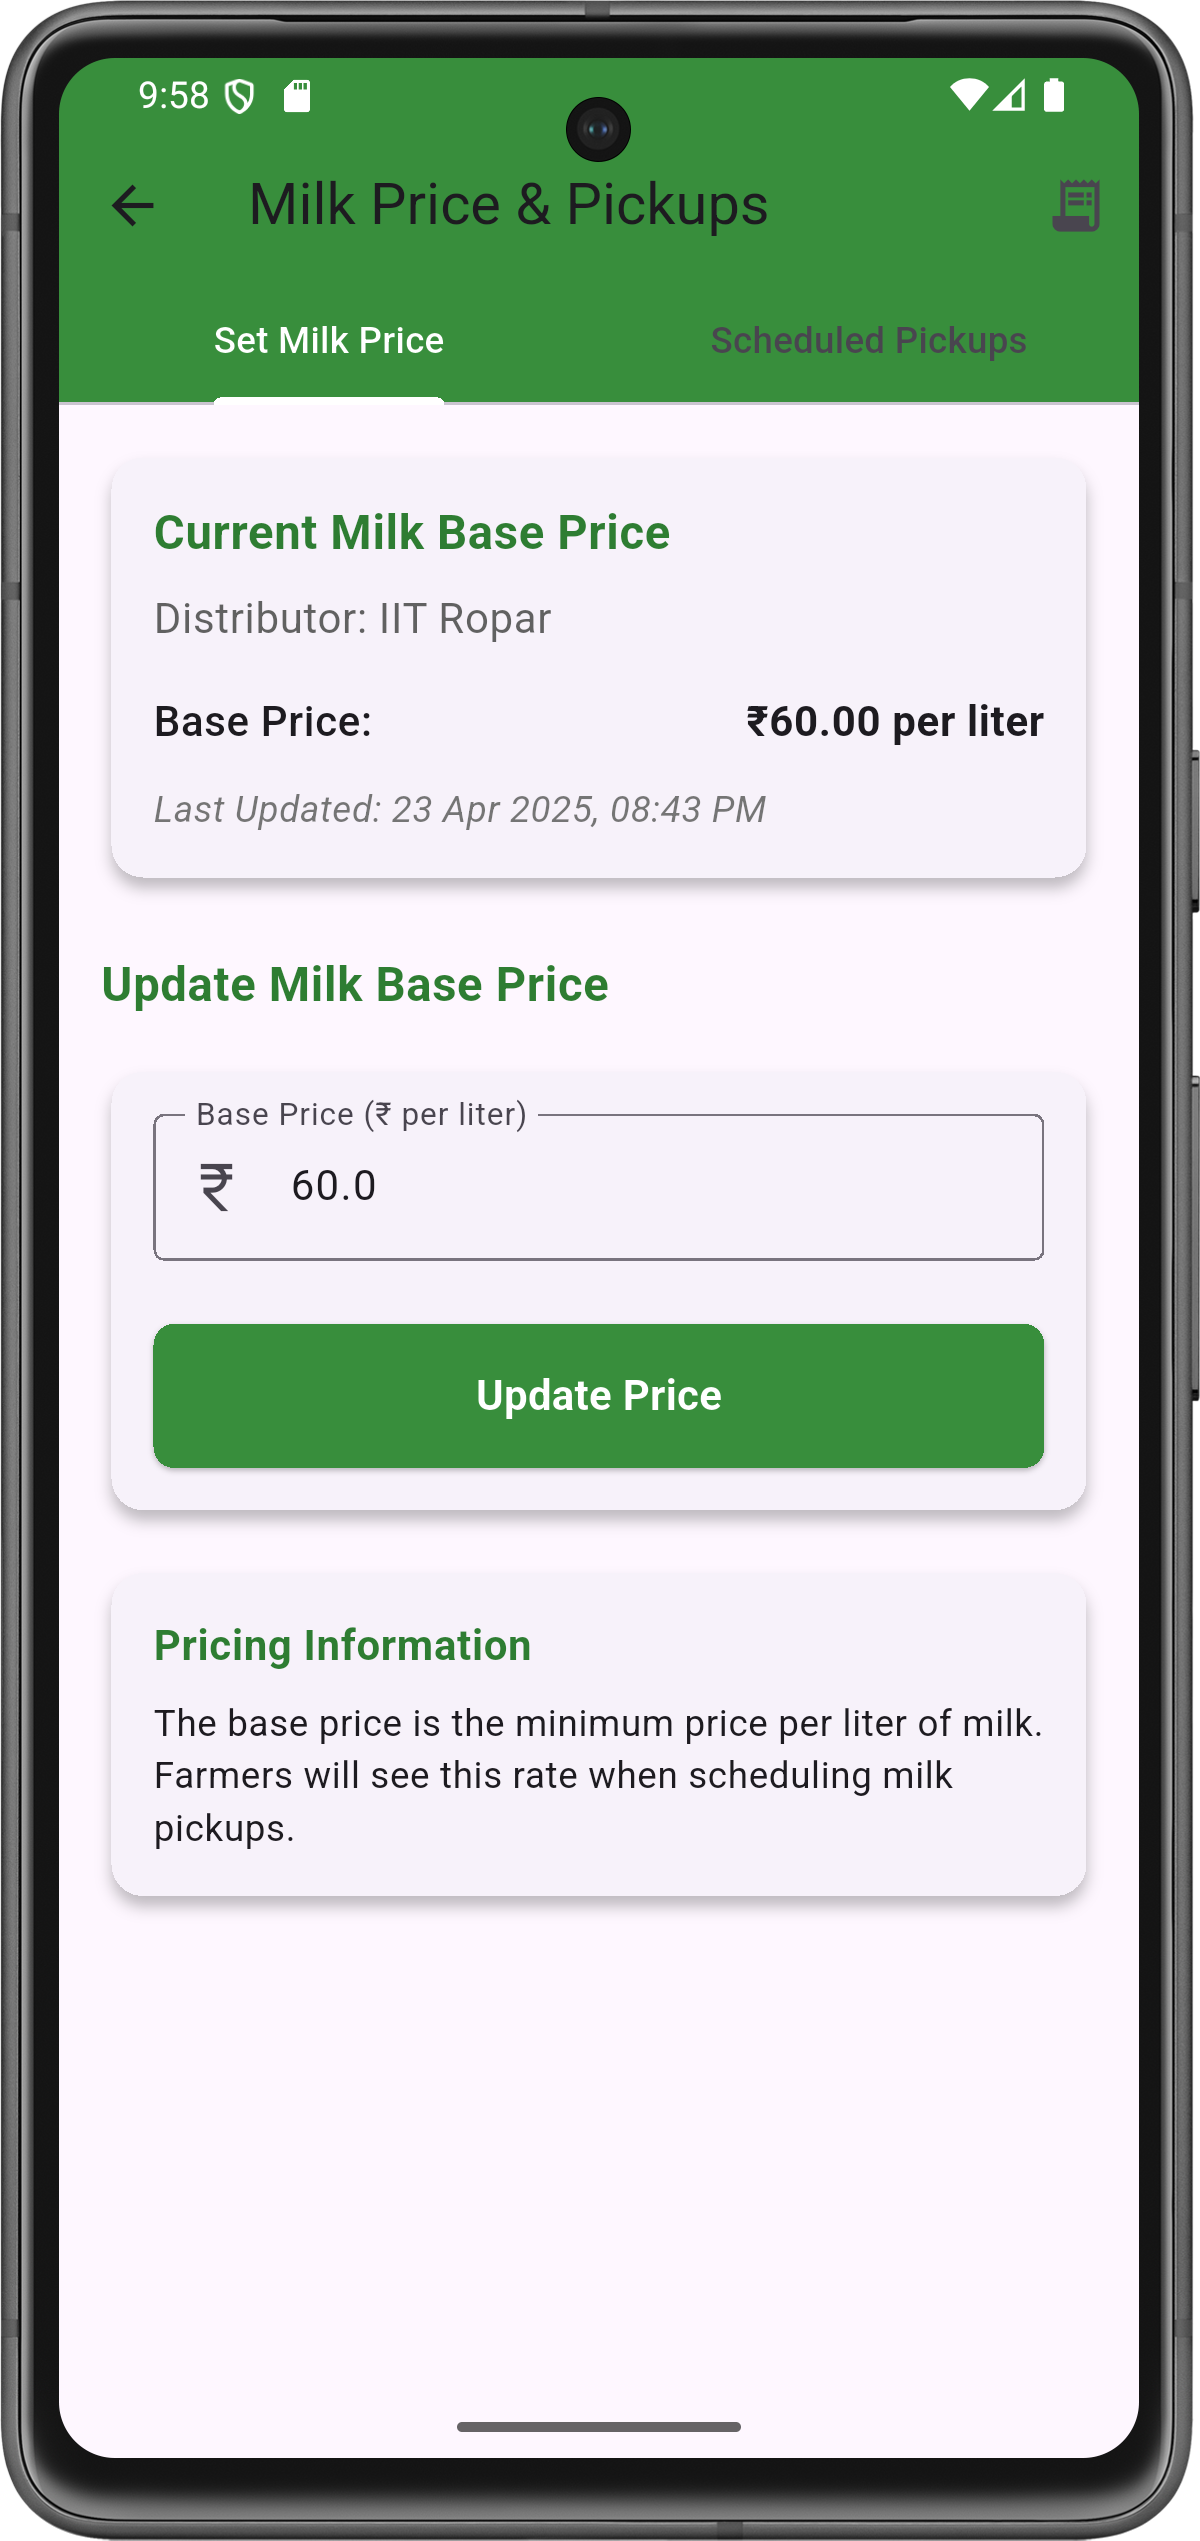 9:58
Milk Price & Pickups
Set Milk Price
Scheduled Pickups
Current Milk Base Price
Distributor: IIT Ropar
Base Price:
₹60.00 per liter
Last Updated: 23 Apr 2025, 08:43 PM
Update Milk Base Price
Base Price (₹ per liter)
₹ 60.0
Update Price
Pricing Information
The base price is the minimum price per liter of milk.
Farmers will see this rate when scheduling milk
pickups.